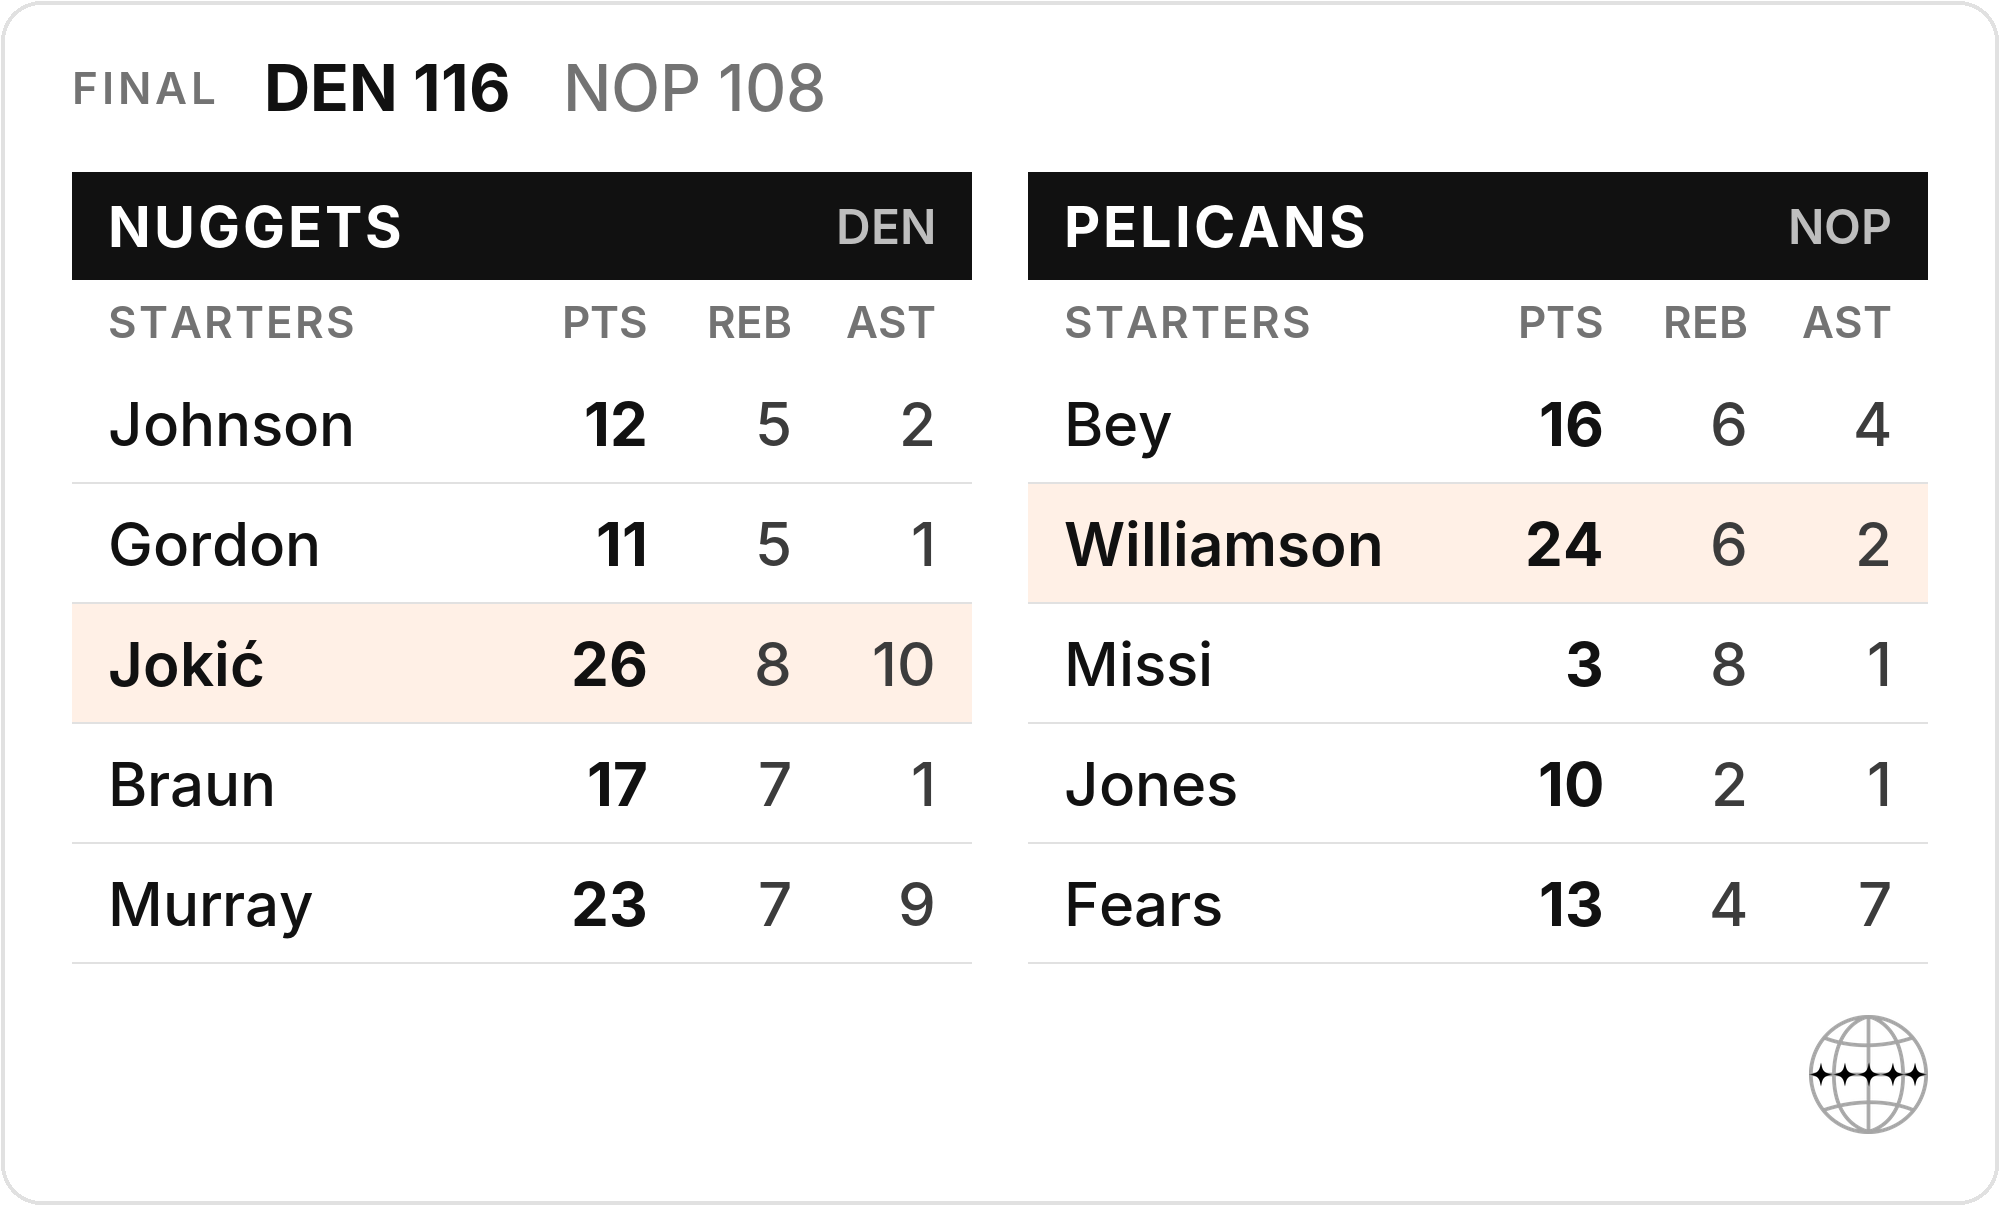 FINAL DEN 116 NOP 108
NUGGETS DEN
STARTERS PTS REB AST
Johnson 12 5 2
Gordon 11 5 1
Jokić 26 8 10
Braun 17 7 1
Murray 23 7 9
PELICANS NOP
STARTERS PTS REB AST
Bey 16 6 4
Williamson 24 6 2
Missi 3 8 1
Jones 10 2 1
Fears 13 4 7